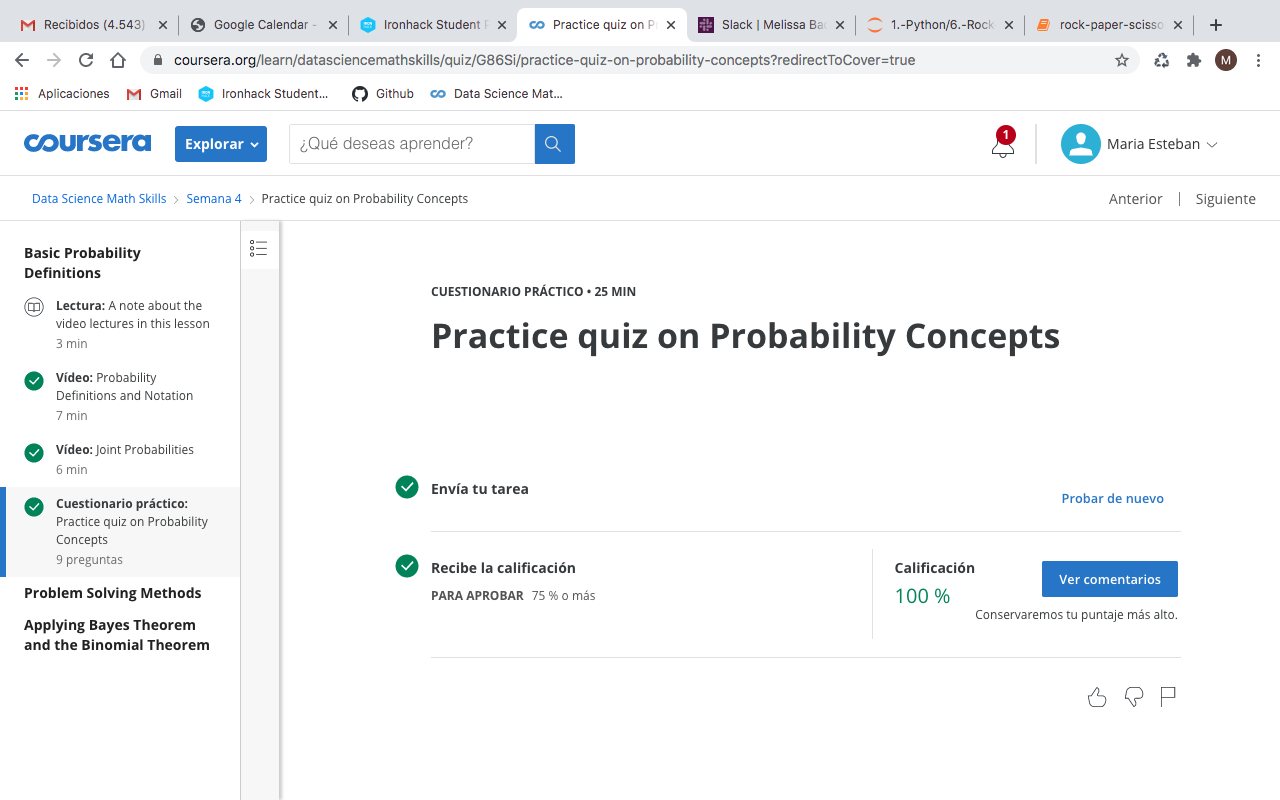 Recibidos (4.543)
Google Calendar -
Ironhack Student P
Practice quiz on P
Slack | Melissa Ba
1.-Python/6.-Rock
rock-paper-scisso
coursera.org/learn/datasciencemathskills/quiz/G86Si/practice-quiz-on-probability-concepts?redirectToCover=true
M
Aplicaciones
Gmail
Ironhack Student...
Github
Data Science Mat...
coursera
Explorar
¿Qué deseas aprender?
1
Maria Esteban
Data Science Math Skills
Semana 4
Practice quiz on Probability Concepts
Anterior
Siguiente
Basic Probability
Definitions
Lectura: A note about the
video lectures in this lesson
3 min
Vídeo: Probability
Definitions and Notation
7 min
Vídeo: Joint Probabilities
6 min
Cuestionario práctico:
Practice quiz on Probability
Concepts
9 preguntas
Problem Solving Methods
Applying Bayes Theorem
and the Binomial Theorem
CUESTIONARIO PRÁCTICO • 25 MIN
Practice quiz on Probability Concepts
Envía tu tarea
Probar de nuevo
Recibe la calificación
PARA APROBAR 75 % o más
Calificación
100 %
Ver comentarios
Conservaremos tu puntaje más alto.